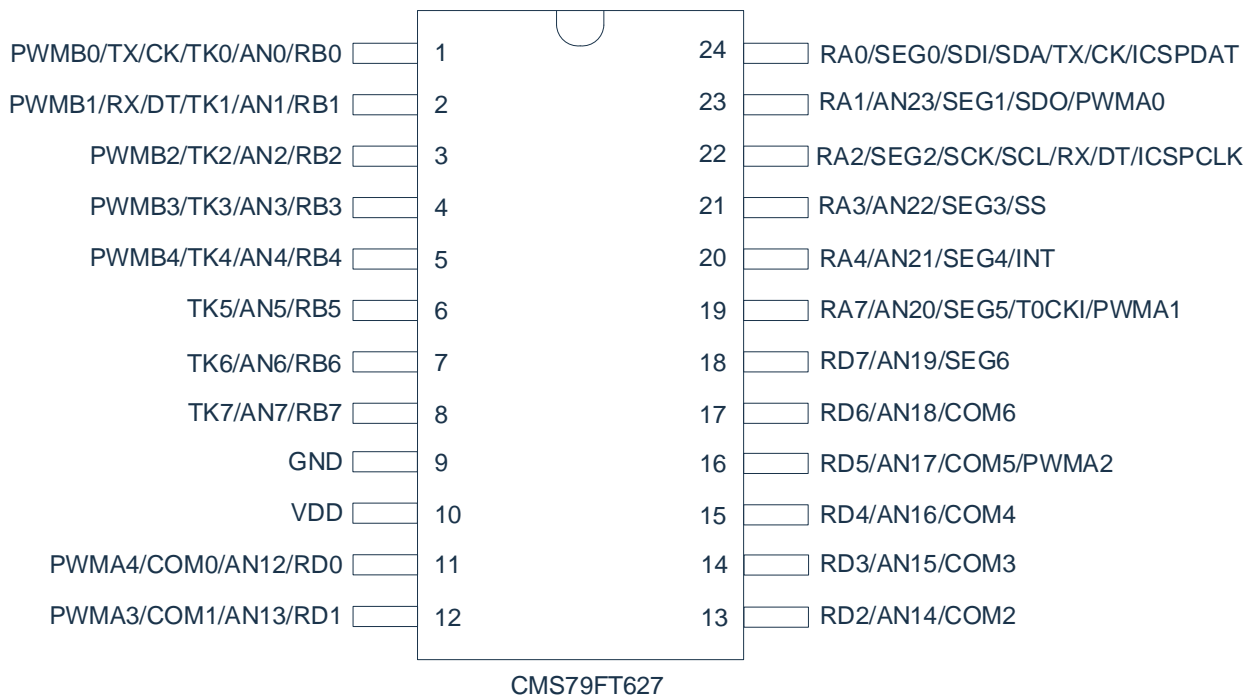 PWMB0/TX/CK/TK0/AN0/RB0 1 24 RA0/SEG0/SDI/SDA/TX/CK/ICSPDAT
PWMB1/RX/DT/TK1/AN1/RB1 2 23 RA1/AN23/SEG1/SDO/PWMA0
PWMB2/TK2/AN2/RB2 3 22 RA2/SEG2/SCK/SCL/RX/DT/ICSPCLK
PWMB3/TK3/AN3/RB3 4 21 RA3/AN22/SEG3/SS
PWMB4/TK4/AN4/RB4 5 20 RA4/AN21/SEG4/INT
TK5/AN5/RB5 6 19 RA7/AN20/SEG5/T0CKI/PWMA1
TK6/AN6/RB6 7 18 RD7/AN19/SEG6
TK7/AN7/RB7 8 17 RD6/AN18/COM6
GND 9 16 RD5/AN17/COM5/PWMA2
VDD 10 15 RD4/AN16/COM4
PWMA4/COM0/AN12/RD0 11 14 RD3/AN15/COM3
PWMA3/COM1/AN13/RD1 12 13 RD2/AN14/COM2
CMS79FT627